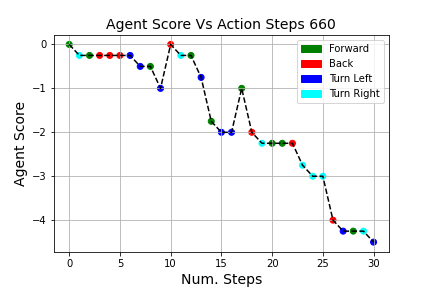 Agent Score Vs Action Steps 660
Forward
Back
Turn Left
Turn Right
0
−1
−2
−3
−4
Agent Score
0 5 10 15 20 25 30
Num. Steps